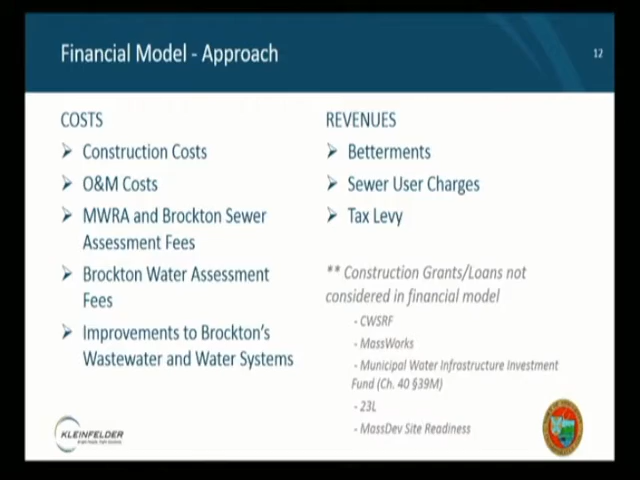 Financial Model - Approach
12
COSTS
➢ Construction Costs
➢ O&M Costs
➢ MWRA and Brockton Sewer
Assessment Fees
➢ Brockton Water Assessment
Fees
➢ Improvements to Brockton's
Wastewater and Water Systems
REVENUES
➢ Betterments
➢ Sewer User Charges
➢ Tax Levy
** Construction Grants/Loans not
considered in financial model
- CWSRF
- MassWorks
- Municipal Water Infrastructure Investment
Fund (Ch. 40 §39M)
- 23L
- MassDev Site Readiness
KLEINFELDER